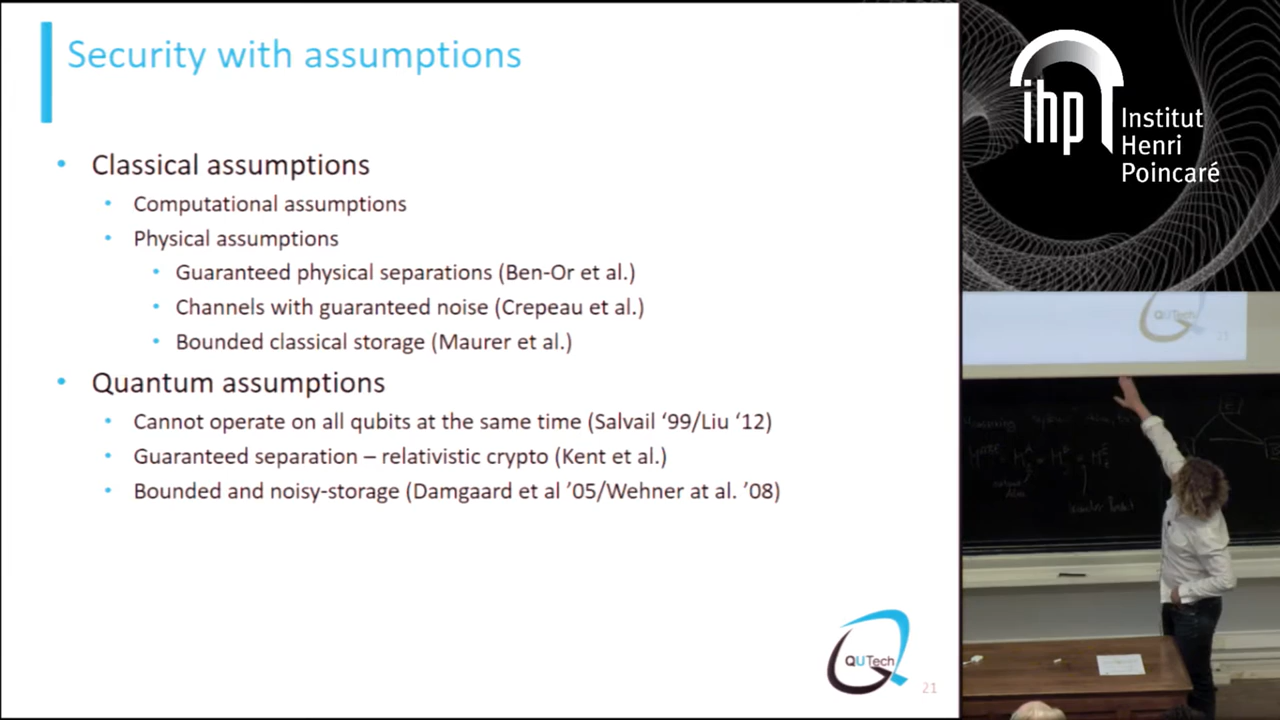 Security with assumptions
• Classical assumptions
• Computational assumptions
• Physical assumptions
• Guaranteed physical separations (Ben-Or et al.)
• Channels with guaranteed noise (Crepeau et al.)
• Bounded classical storage (Maurer et al.)
• Quantum assumptions
• Cannot operate on all qubits at the same time (Salvail ‘99/Liu ‘12)
• Guaranteed separation – relativistic crypto (Kent et al.)
• Bounded and noisy-storage (Damgaard et al ’05/Wehner at al. ’08)
QUTech
21
ihp
Institut
Henri
Poincaré
QUTech